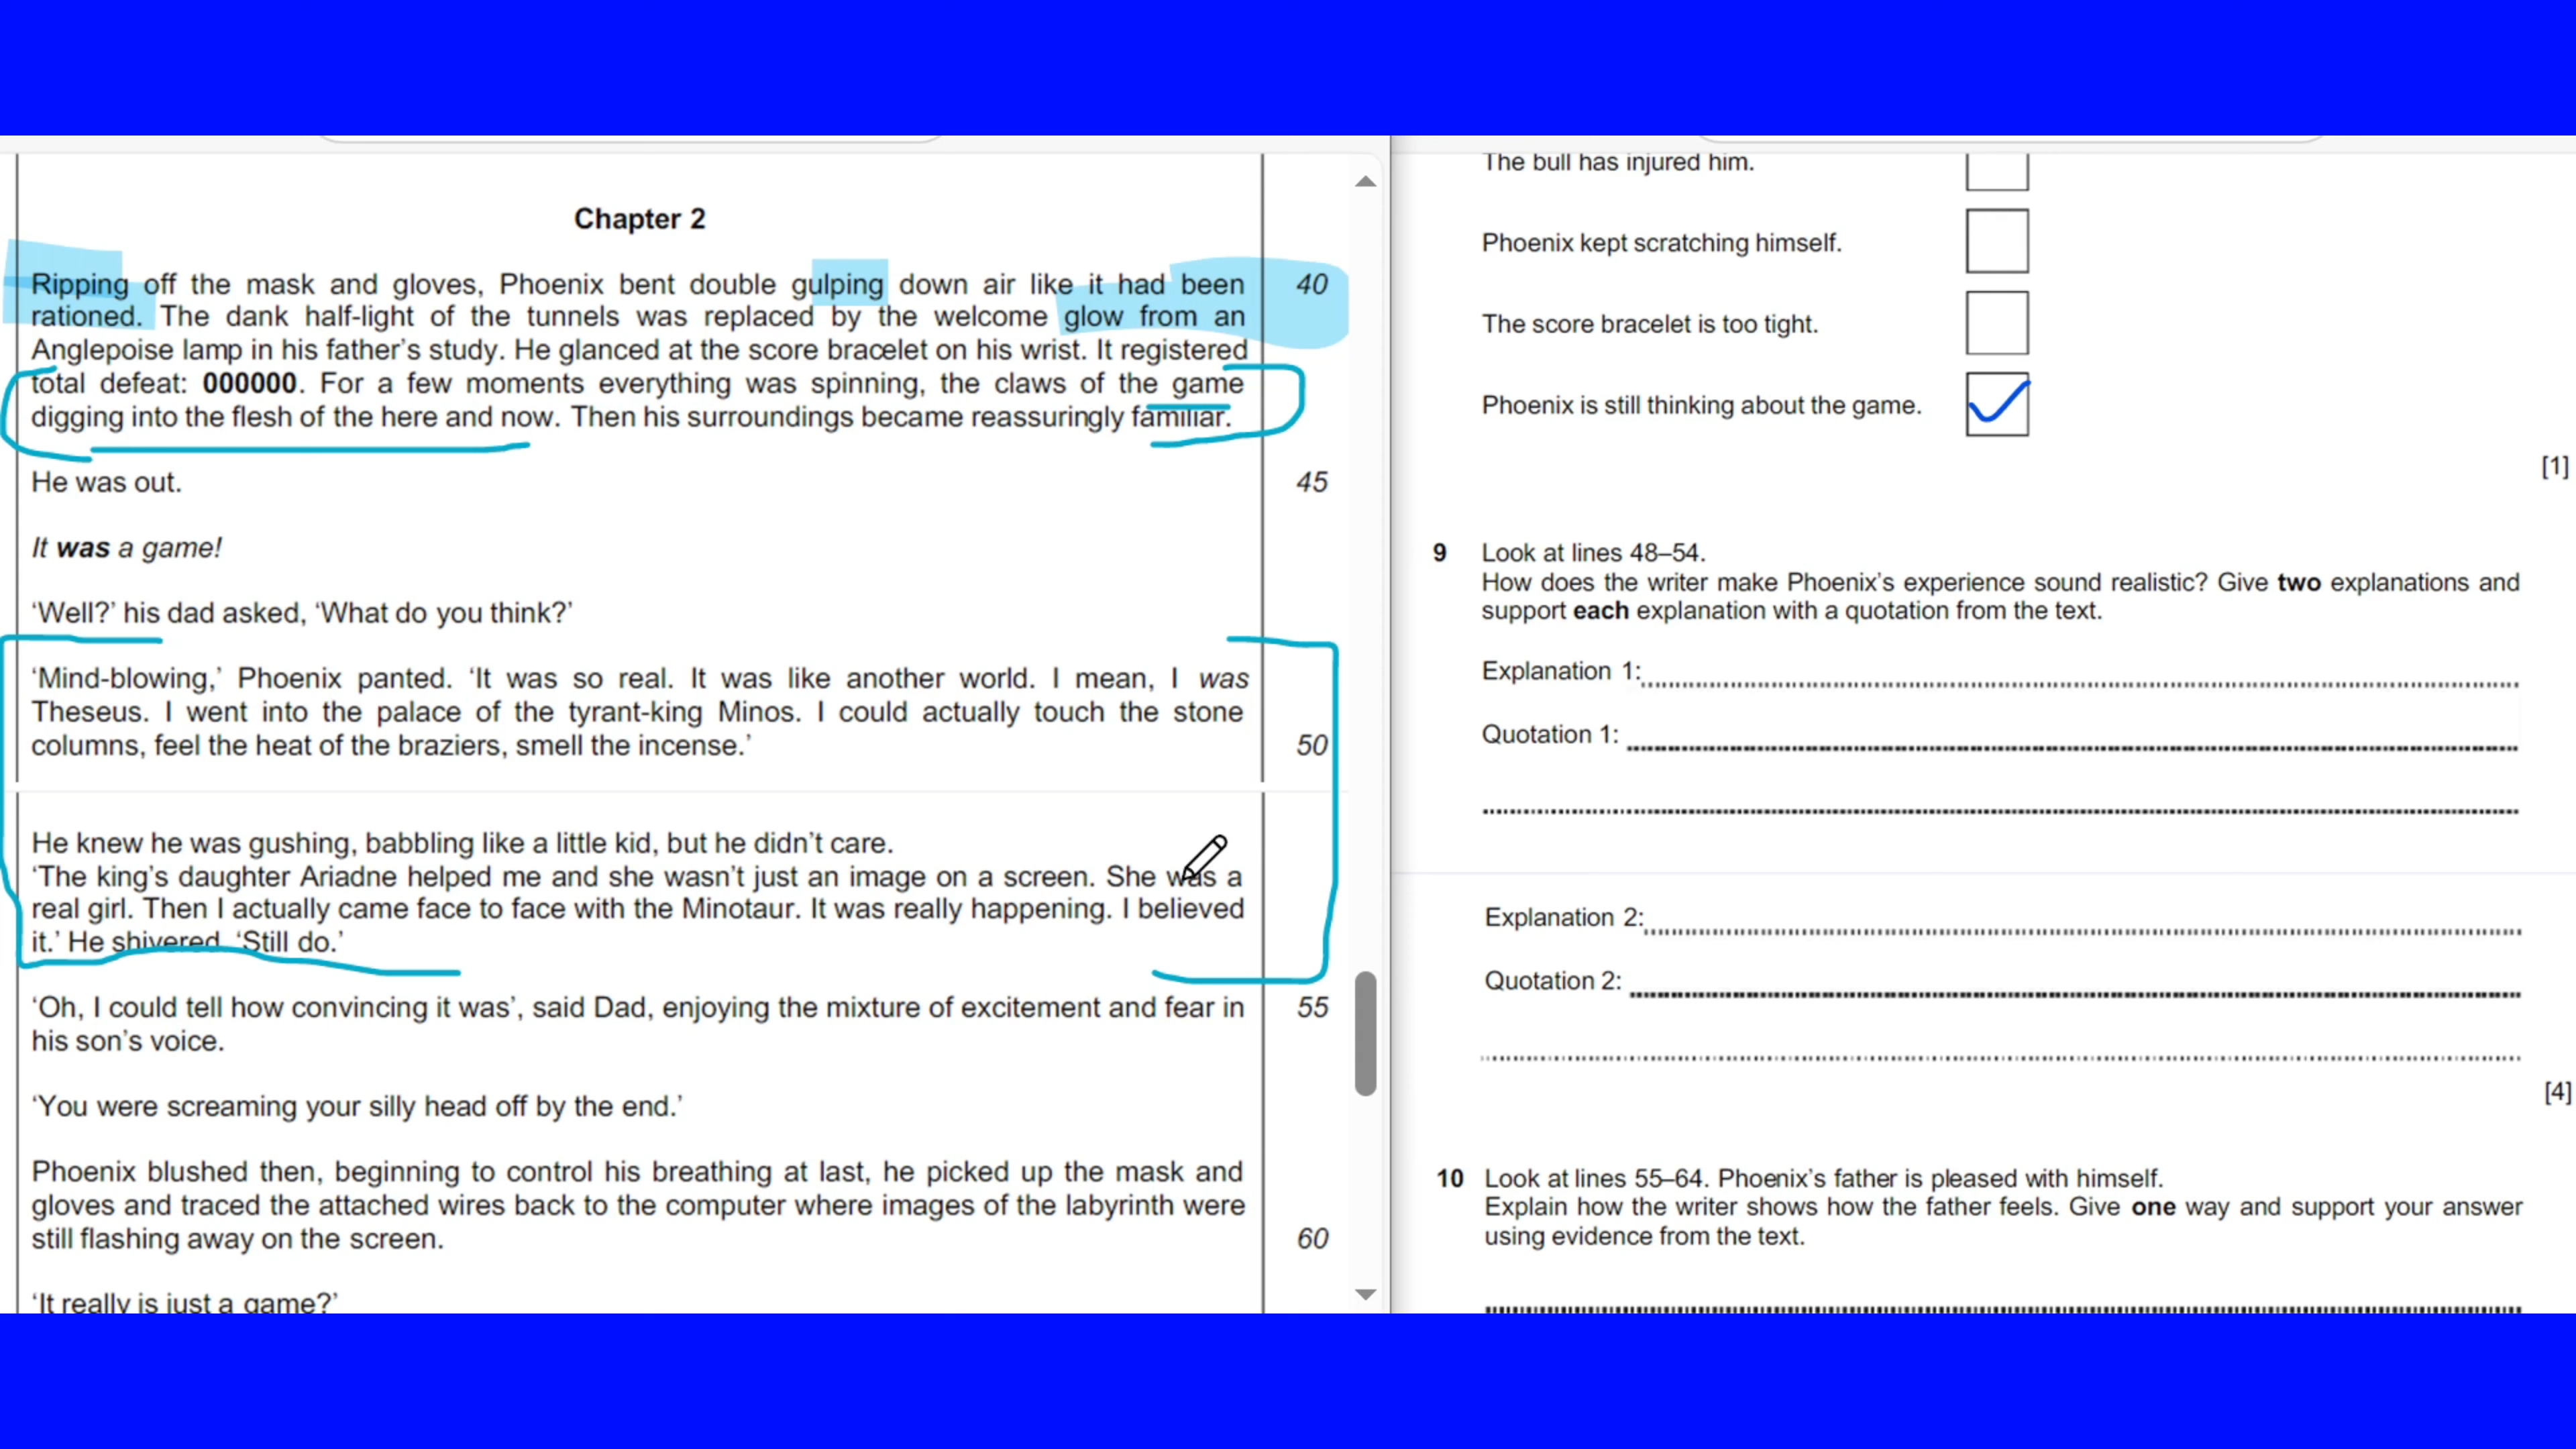 Chapter 2
Ripping off the mask and gloves, Phoenix bent double gulping down air like it had been 40
rationed. The dank half-light of the tunnels was replaced by the welcome glow from an
Anglepoise lamp in his father's study. He glanced at the score bracelet on his wrist. It registered
total defeat: 000000. For a few moments everything was spinning, the claws of the game
digging into the flesh of the here and now. Then his surroundings became reassuringly familiar.
He was out. 45
It was a game!
‘Well?’ his dad asked, ‘What do you think?’
‘Mind-blowing,’ Phoenix panted. ‘It was so real. It was like another world. I mean, I was
Theseus. I went into the palace of the tyrant-king Minos. I could actually touch the stone
columns, feel the heat of the braziers, smell the incense.’ 50
He knew he was gushing, babbling like a little kid, but he didn’t care.
‘The king’s daughter Ariadne helped me and she wasn’t just an image on a screen. She was a
real girl. Then I actually came face to face with the Minotaur. It was really happening. I believed
it.’ He shivered. ‘Still do.’
‘Oh, I could tell how convincing it was’, said Dad, enjoying the mixture of excitement and fear in 55
his son’s voice.
‘You were screaming your silly head off by the end.’
Phoenix blushed then, beginning to control his breathing at last, he picked up the mask and
gloves and traced the attached wires back to the computer where images of the labyrinth were
still flashing away on the screen. 60
‘It really is just a game?’
The bull has injured him.
Phoenix kept scratching himself.
The score bracelet is too tight.
Phoenix is still thinking about the game.
[1]
9 Look at lines 48–54.
How does the writer make Phoenix’s experience sound realistic? Give two explanations and
support each explanation with a quotation from the text.
Explanation 1:
Quotation 1:
Explanation 2:
Quotation 2:
[4]
10 Look at lines 55–64. Phoenix’s father is pleased with himself.
Explain how the writer shows how the father feels. Give one way and support your answer
using evidence from the text.